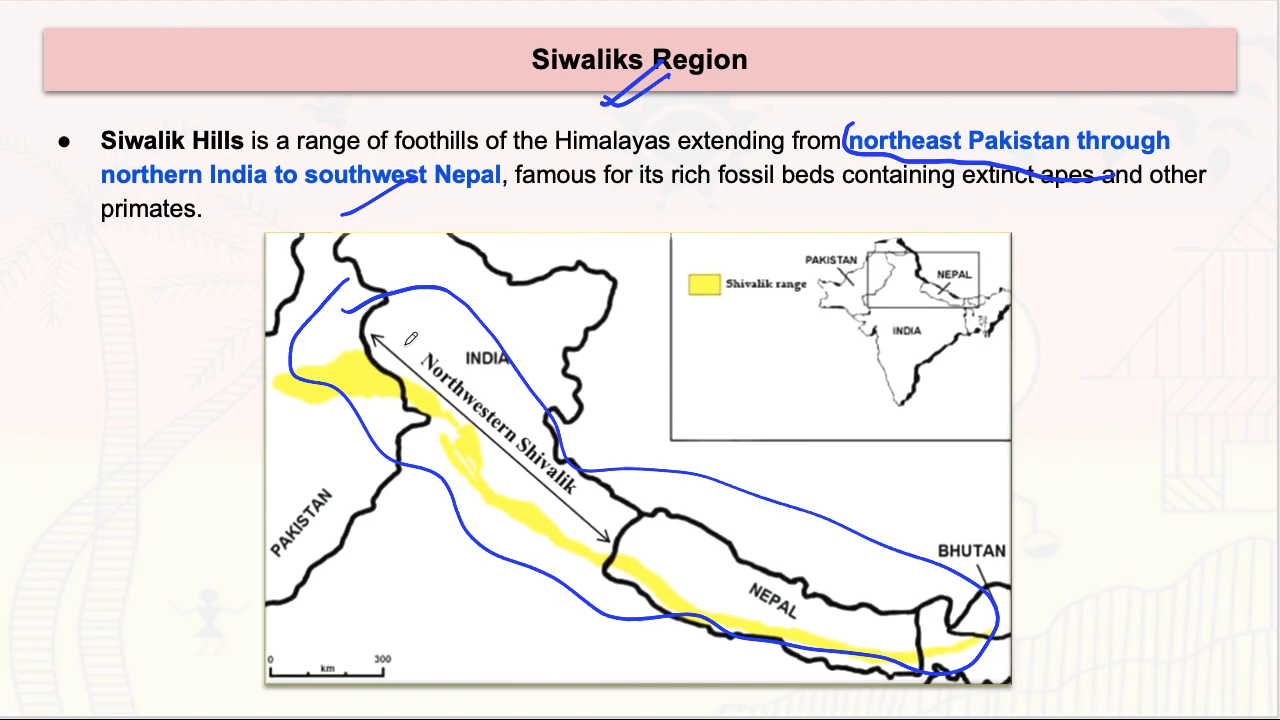 Siwaliks Region
● Siwalik Hills is a range of foothills of the Himalayas extending from northeast Pakistan through
northern India to southwest Nepal, famous for its rich fossil beds containing extinct apes and other
primates.
PAKISTAN
NEPAL
Shivalik range
INDIA
INDIA
Northwestern Shivalik
PAKISTAN
BHUTAN
NEPAL
0 km 300